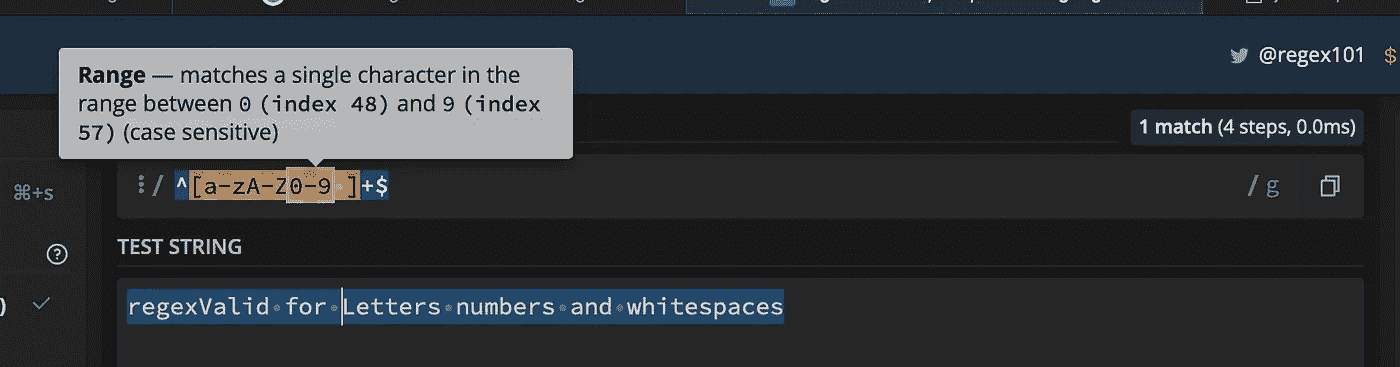 @regex101 $
Range — matches a single character in the
range between 0 (index 48) and 9 (index
57) (case sensitive)
1 match (4 steps, 0.0ms)
⌘+s
/ ^[a-zA-Z0-9 ]+$ / g
TEST STRING
)
regexValid for Letters numbers and whitespaces